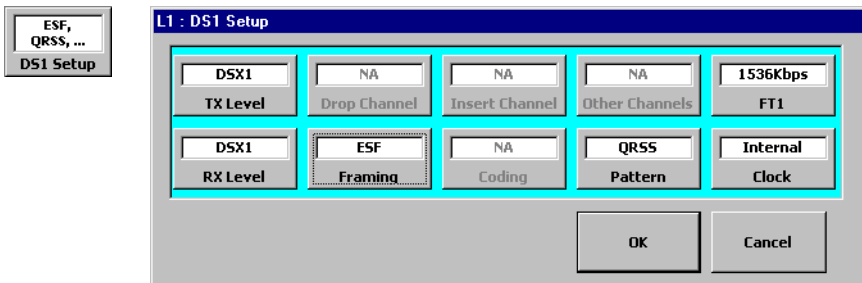 ESF,
QRSS, ...
DS1 Setup
L1 : DS1 Setup
DSX1
TX Level
NA
Drop Channel
NA
Insert Channel
NA
Other Channels
1536Kbps
FT1
DSX1
RX Level
ESF
Framing
NA
Coding
QRSS
Pattern
Internal
Clock
OK
Cancel